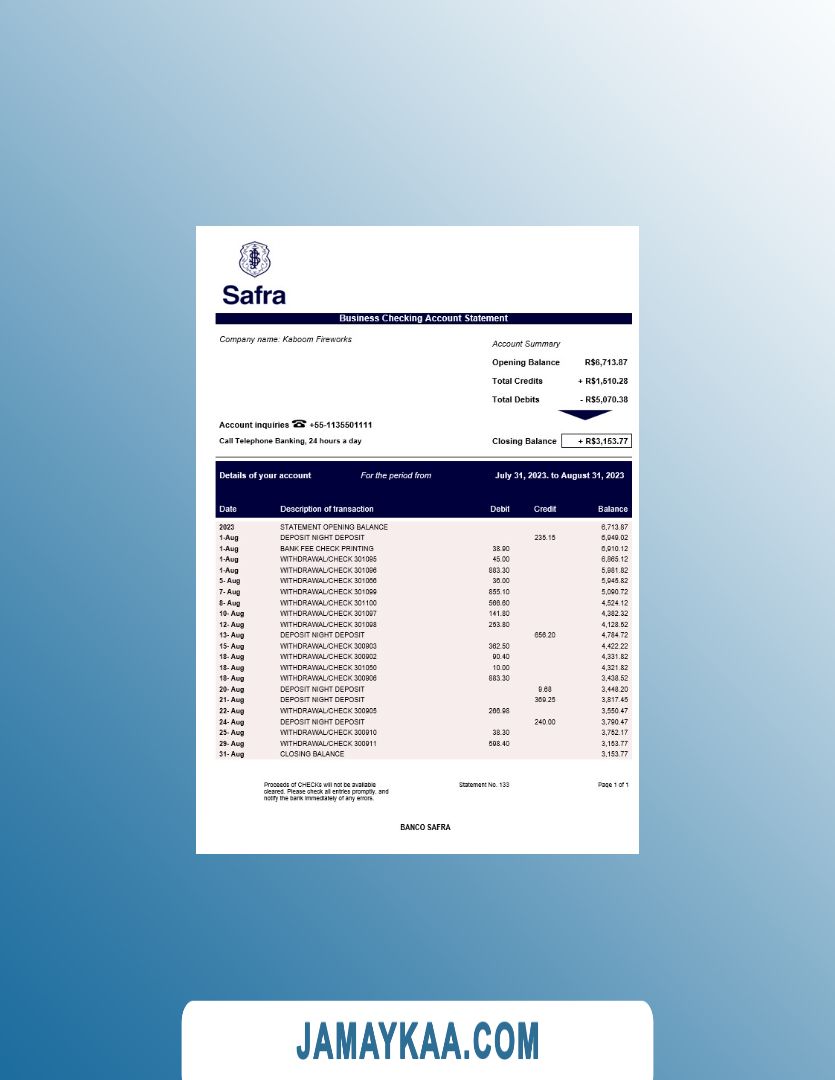 Safra
Business Checking Account Statement
Company name: Kaboom Fireworks
Account Summary
Opening Balance R$6,713.87
Total Credits + R$1,510.28
Total Debits - R$5,070.38
Account inquiries ☎ +55-1135501111
Call Telephone Banking, 24 hours a day
Closing Balance + R$3,153.77
Details of your account For the period from July 31, 2023. to August 31, 2023
Date Description of transaction Debit Credit Balance
2023 STATEMENT OPENING BALANCE 6,713.87
1-Aug DEPOSIT NIGHT DEPOSIT 235.15 6,949.02
1-Aug BANK FEE CHECK PRINTING 38.90 6,910.12
1-Aug WITHDRAWAL/CHECK 301095 45.00 6,865.12
1-Aug WITHDRAWAL/CHECK 301096 883.30 5,981.82
5- Aug WITHDRAWAL/CHECK 301066 36.00 5,945.82
7- Aug WITHDRAWAL/CHECK 301099 855.10 5,090.72
8- Aug WITHDRAWAL/CHECK 301100 566.60 4,524.12
10- Aug WITHDRAWAL/CHECK 301097 141.80 4,382.32
12- Aug WITHDRAWAL/CHECK 301098 253.80 4,128.52
13- Aug DEPOSIT NIGHT DEPOSIT 656.20 4,784.72
15- Aug WITHDRAWAL/CHECK 300903 362.50 4,422.22
18- Aug WITHDRAWAL/CHECK 300902 90.40 4,331.82
18- Aug WITHDRAWAL/CHECK 301050 10.00 4,321.82
18- Aug WITHDRAWAL/CHECK 300906 883.30 3,438.52
20- Aug DEPOSIT NIGHT DEPOSIT 9.68 3,448.20
21- Aug DEPOSIT NIGHT DEPOSIT 369.25 3,817.45
22- Aug WITHDRAWAL/CHECK 300905 266.98 3,550.47
24- Aug DEPOSIT NIGHT DEPOSIT 240.00 3,790.47
25- Aug WITHDRAWAL/CHECK 300910 38.30 3,752.17
29- Aug WITHDRAWAL/CHECK 300911 598.40 3,153.77
31- Aug CLOSING BALANCE 3,153.77
Proceeds of CHECKs will not be available
cleared. Please check all entries promptly, and
notify the bank immediately of any errors.
Statement No. 133
Page 1 of 1
BANCO SAFRA
JAMAYKAA.COM